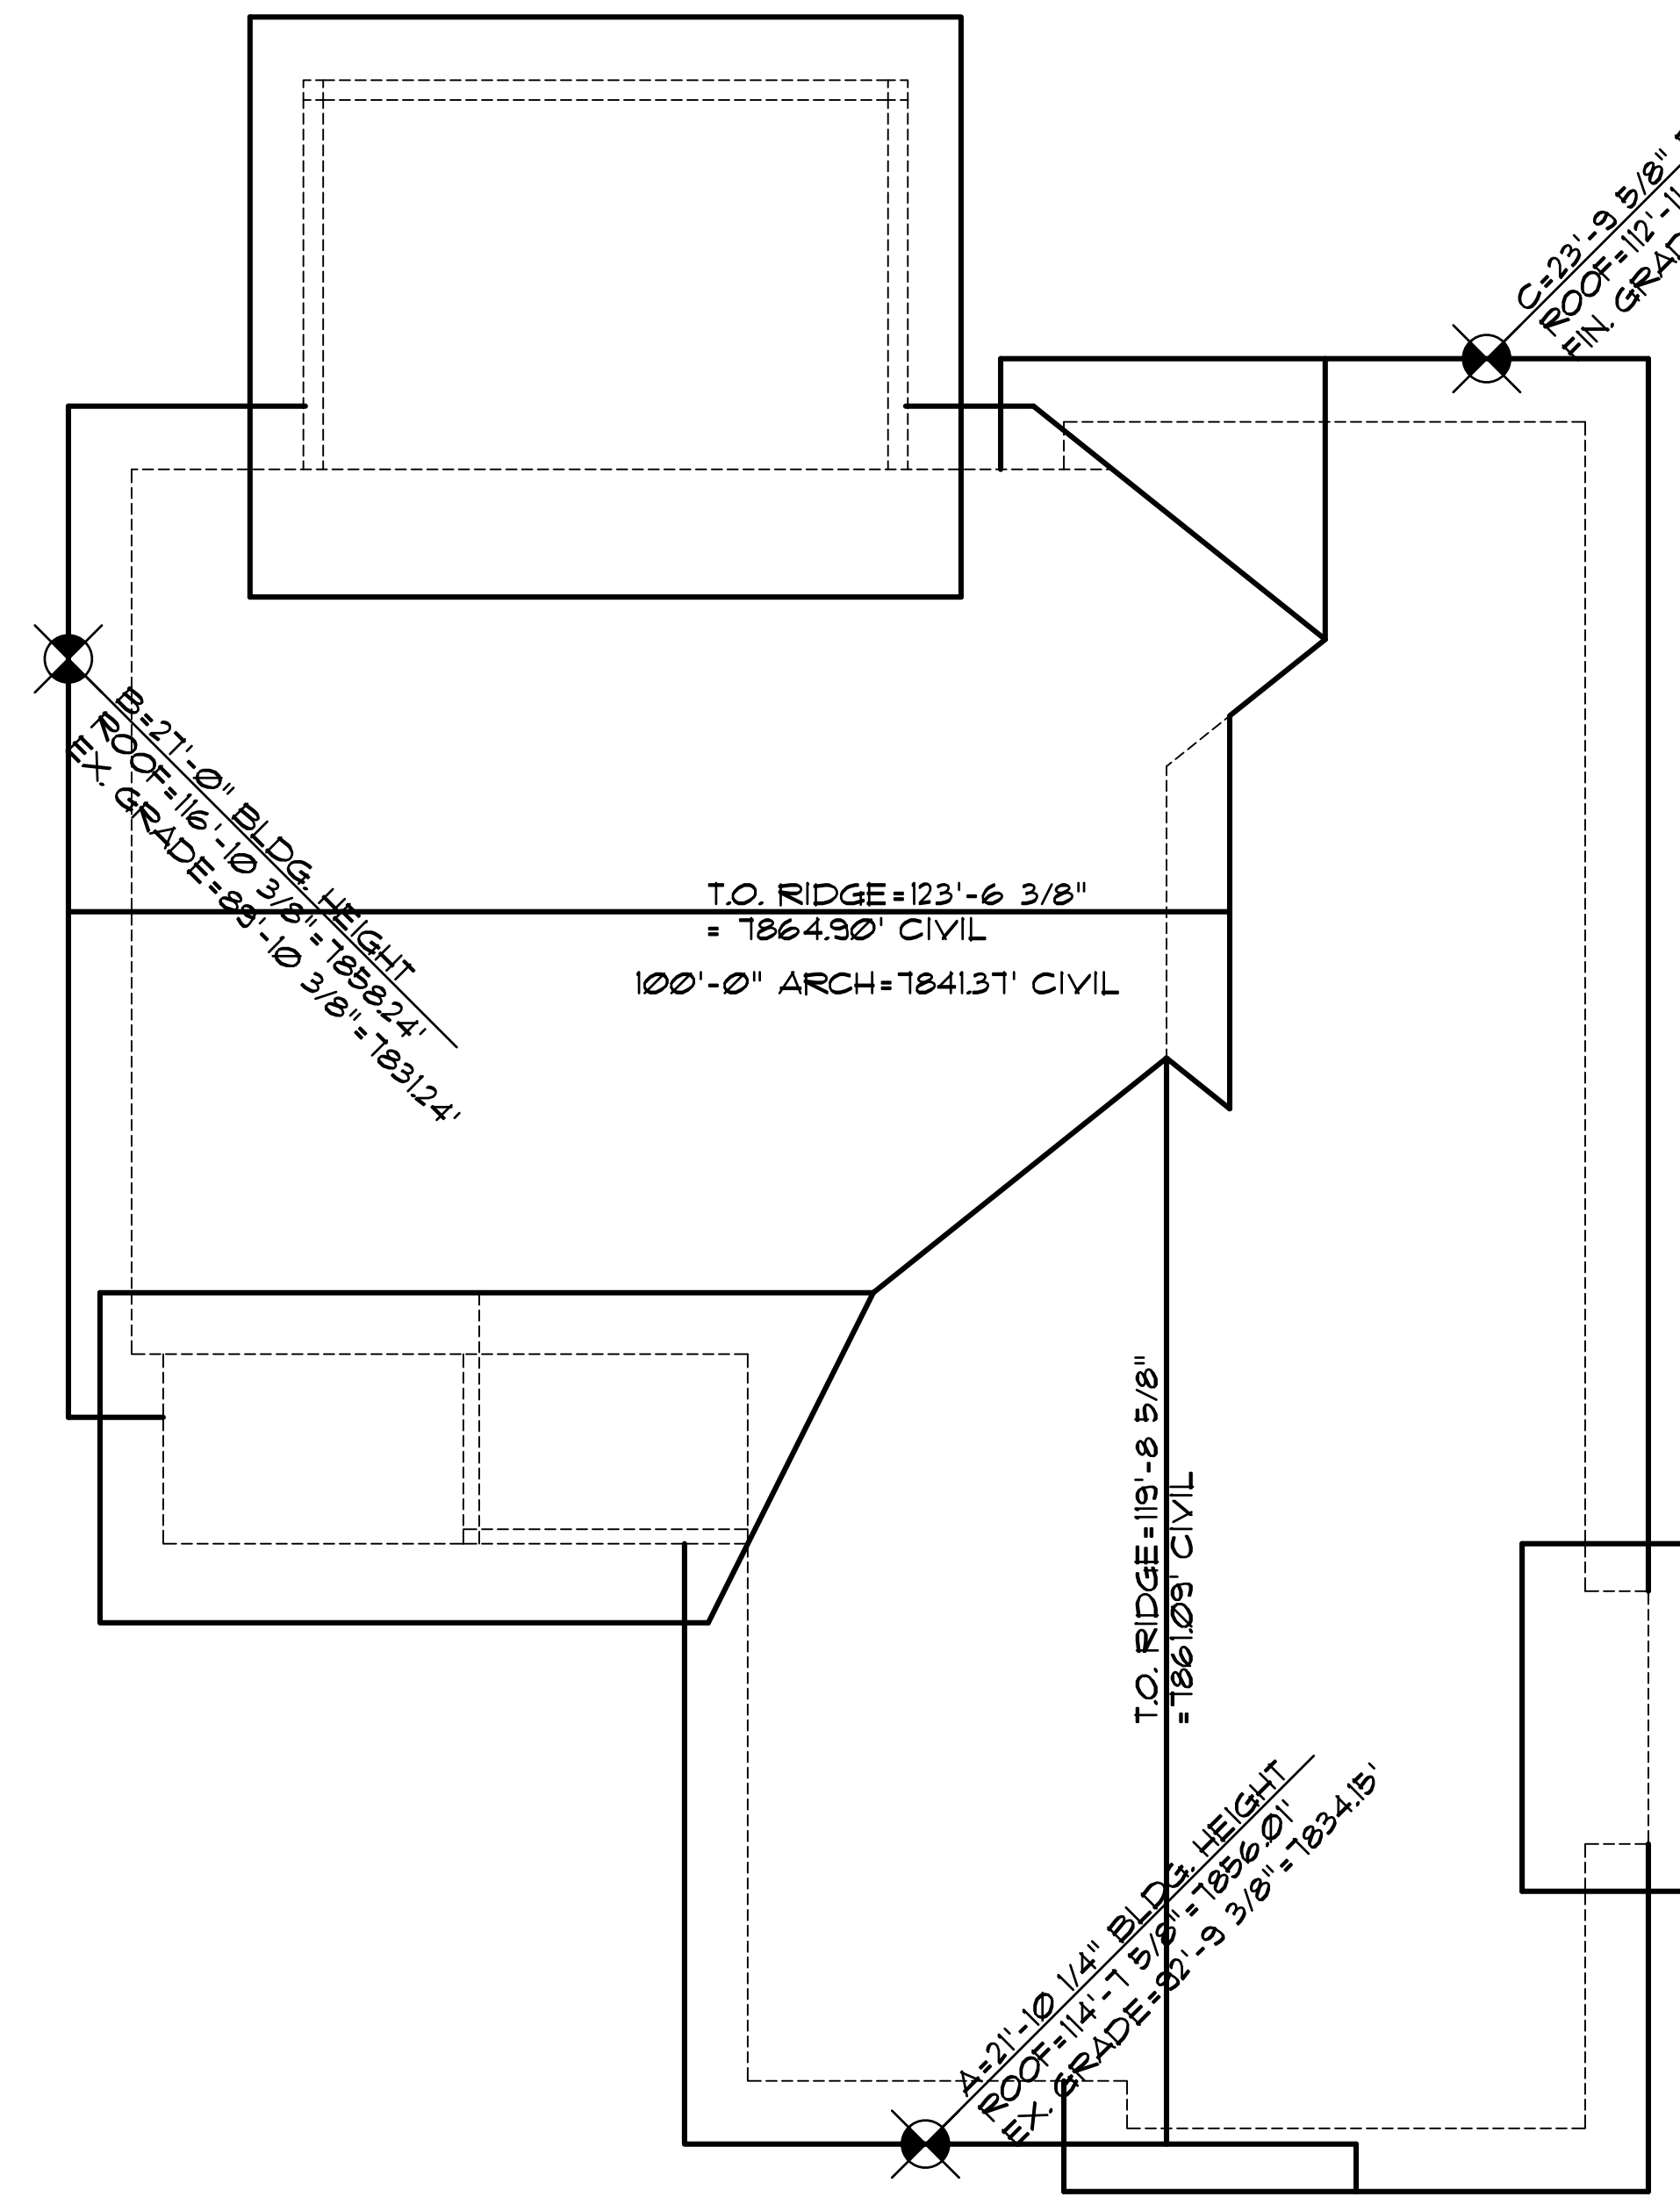 C=23'-9 5/8"
ROOF=112'-11
FIN. GRAD
B=27'-0" BLDG. HEIGHT
ROOF=116'-10 3/8"=7858.24'
EX. GRADE=89'-10 3/8"=7831.24'
T.O. RIDGE=123'-6 3/8"
= 7864.90' CIVIL
100'-0" ARCH=7841.37' CIVIL
T.O. RIDGE=119'-8 5/8"
=7861.09' CIVIL
A=21'-10 1/4" BLDG. HEIGHT
ROOF=114'-7 5/8"=7856.01'
EX. GRADE=92'-9 3/8"=7834.15'